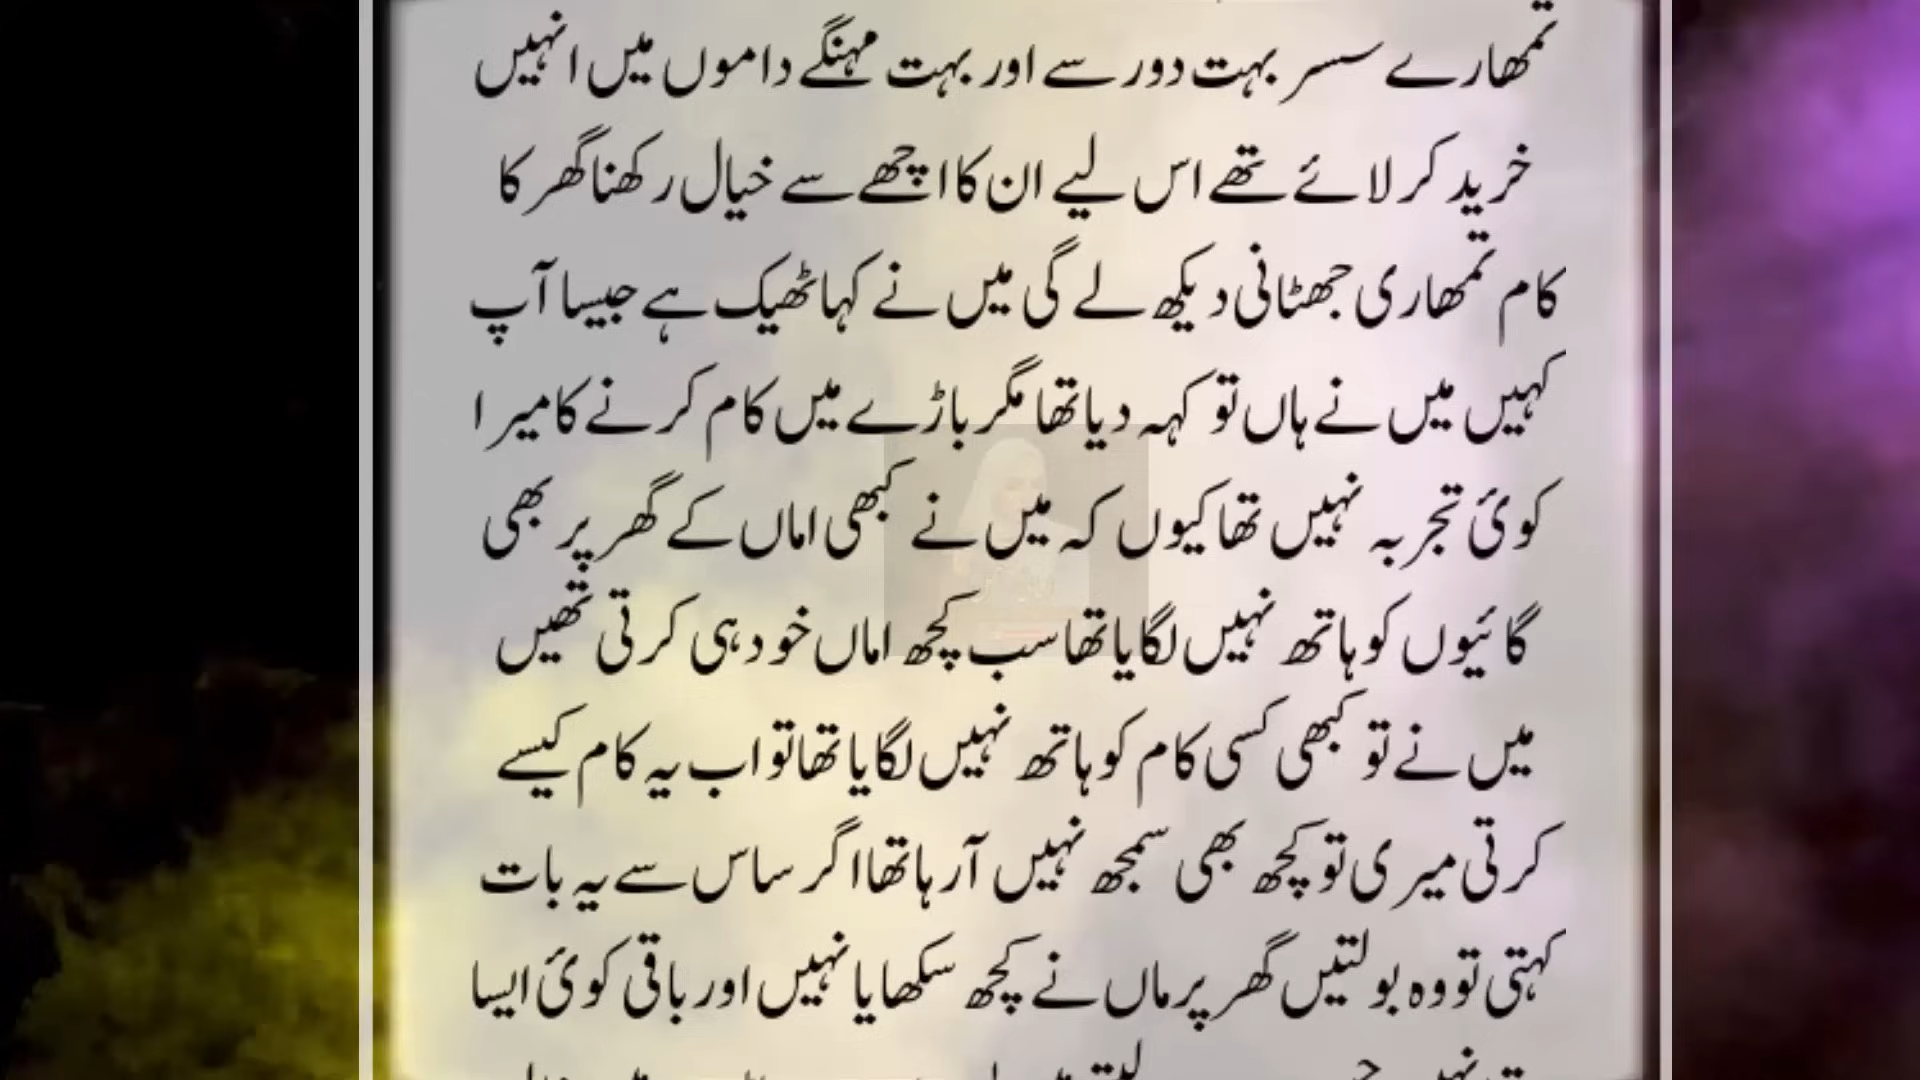 تمھارے سسر بہت دور سے اور بہت مہنگے داموں میں انہیں
خرید کر لائے تھے اس لیے ان کا اچھے سے خیال رکھنا گھر کا
کام تمھاری جھٹانی دیکھ لے گی میں نے کہا ٹھیک ہے جیسا آپ
کہیں میں نے ہاں تو کہہ دیا تھا مگر باڑے میں کام کرنے کا میرا
کوئ تجربہ نہیں تھا کیوں کہ میں نے کبھی اماں کے گھر پر بھی
گائیوں کو ہاتھ نہیں لگایا تھا سب کچھ اماں خود ہی کرتی تھیں
میں نے تو کبھی کسی کام کو ہاتھ نہیں لگایا تھا تو اب یہ کام کیسے
کرتی میری تو کچھ بھی سمجھ نہیں آرہا تھا اگر ساس سے یہ بات
کہتی تو وہ بولتیں گھر پر ماں نے کچھ سکھایا نہیں اور باقی کوئ ایسا